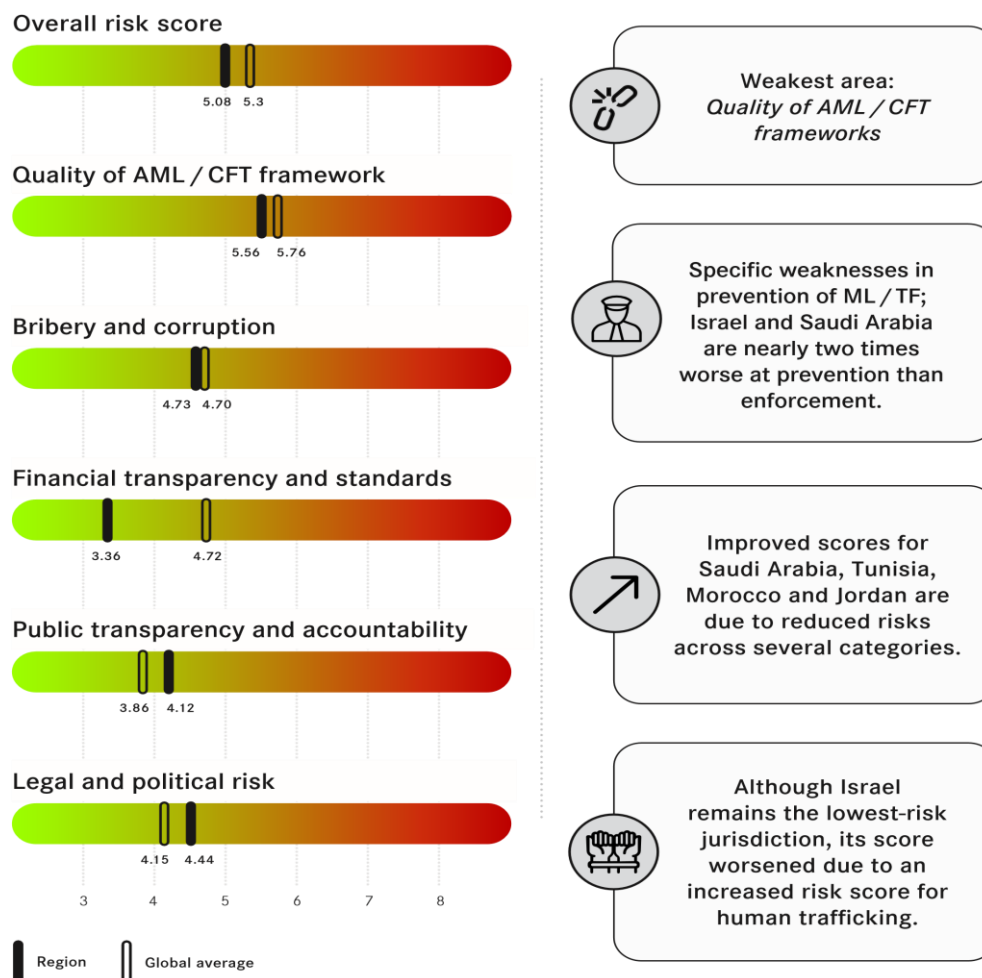 Overall risk score
5.08 5.3
Quality of AML / CFT framework
5.56 5.76
Bribery and corruption
4.73 4.70
Financial transparency and standards
3.36 4.72
Public transparency and accountability
3.86 4.12
Legal and political risk
4.15 4.44
3 4 5 6 7 8
Region Global average
Weakest area:
Quality of AML / CFT
frameworks
Specific weaknesses in
prevention of ML / TF;
Israel and Saudi Arabia
are nearly two times
worse at prevention than
enforcement.
Improved scores for
Saudi Arabia, Tunisia,
Morocco and Jordan are
due to reduced risks
across several categories.
Although Israel
remains the lowest-risk
jurisdiction, its score
worsened due to an
increased risk score for
human trafficking.